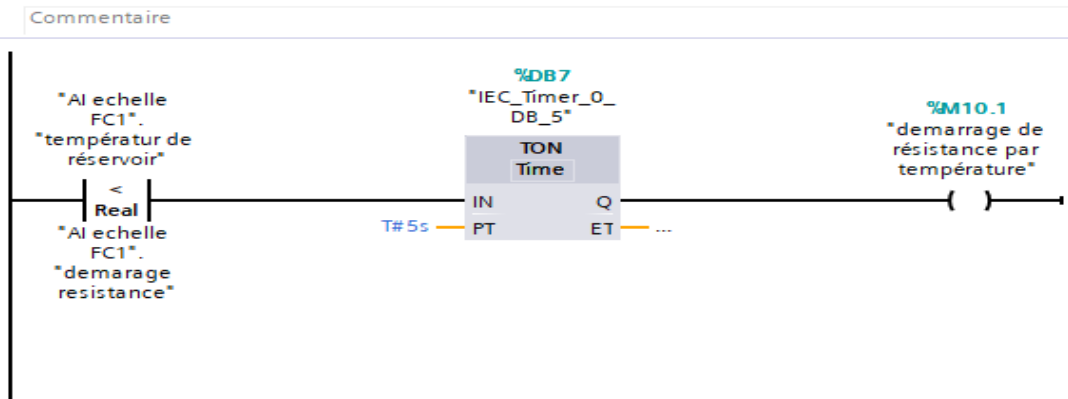 Commentaire
"AI echelle
FC1".
"températur de
réservoir"
<
Real
"AI echelle
FC1".
"demarage
resistance"
%DB7
"IEC_Timer_0_
DB_5"
TON
Time
IN Q
T#5s PT ET ...
%M10.1
"demarrage de
résistance par
température"
( )